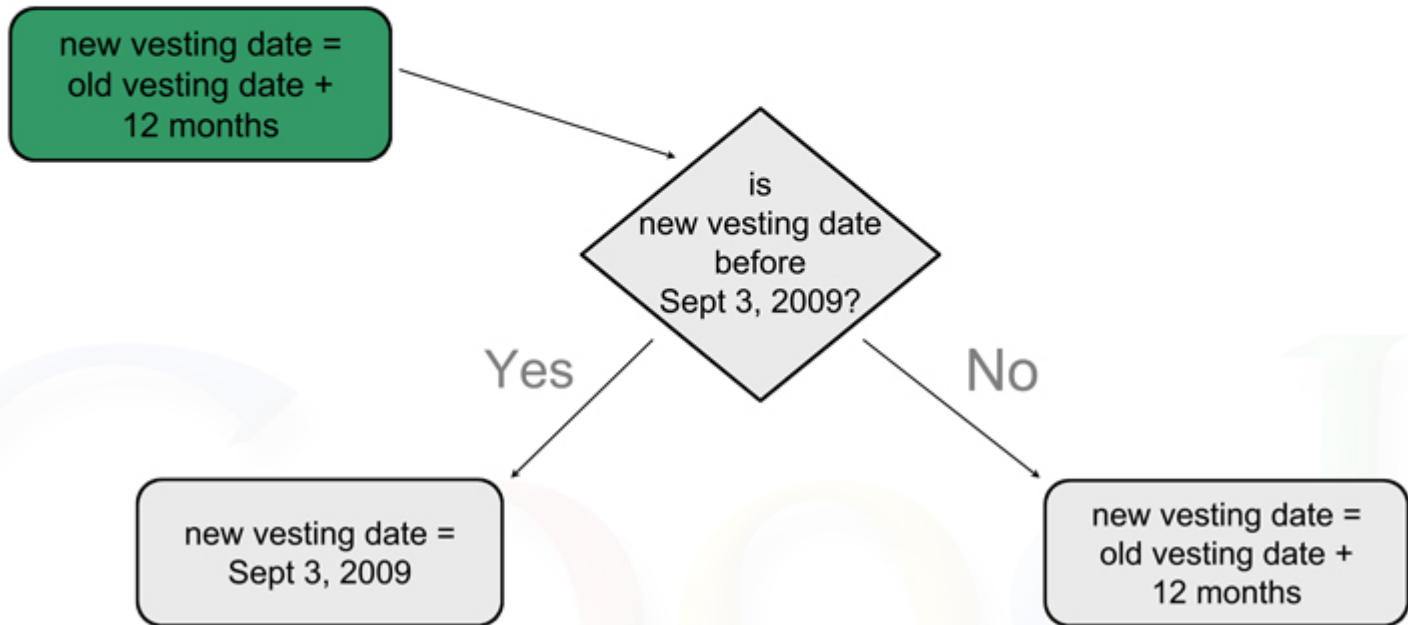 new vesting date =
old vesting date +
12 months
is
new vesting date
before
Sept 3, 2009?
Yes
No
new vesting date =
Sept 3, 2009
new vesting date =
old vesting date +
12 months